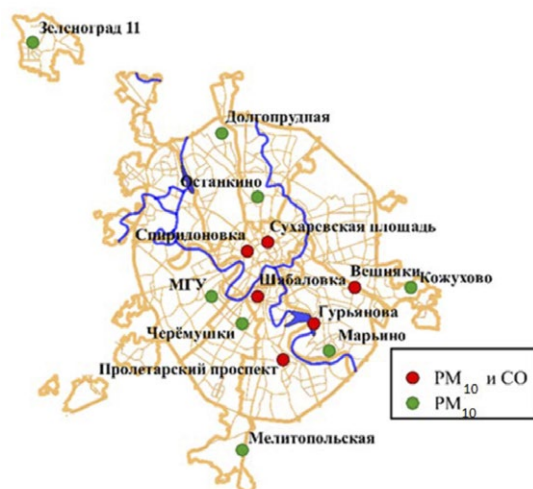 Зеленоград 11
Долгопрудная
Останкино
Сухаревская площадь
Спиридоновка
Вешняки
Кожухово
МГУ
Шабаловка
Гурьянова
Черёмушки
Марьино
Пролетарский проспект
PM10 и CO
PM10
Мелитопольская